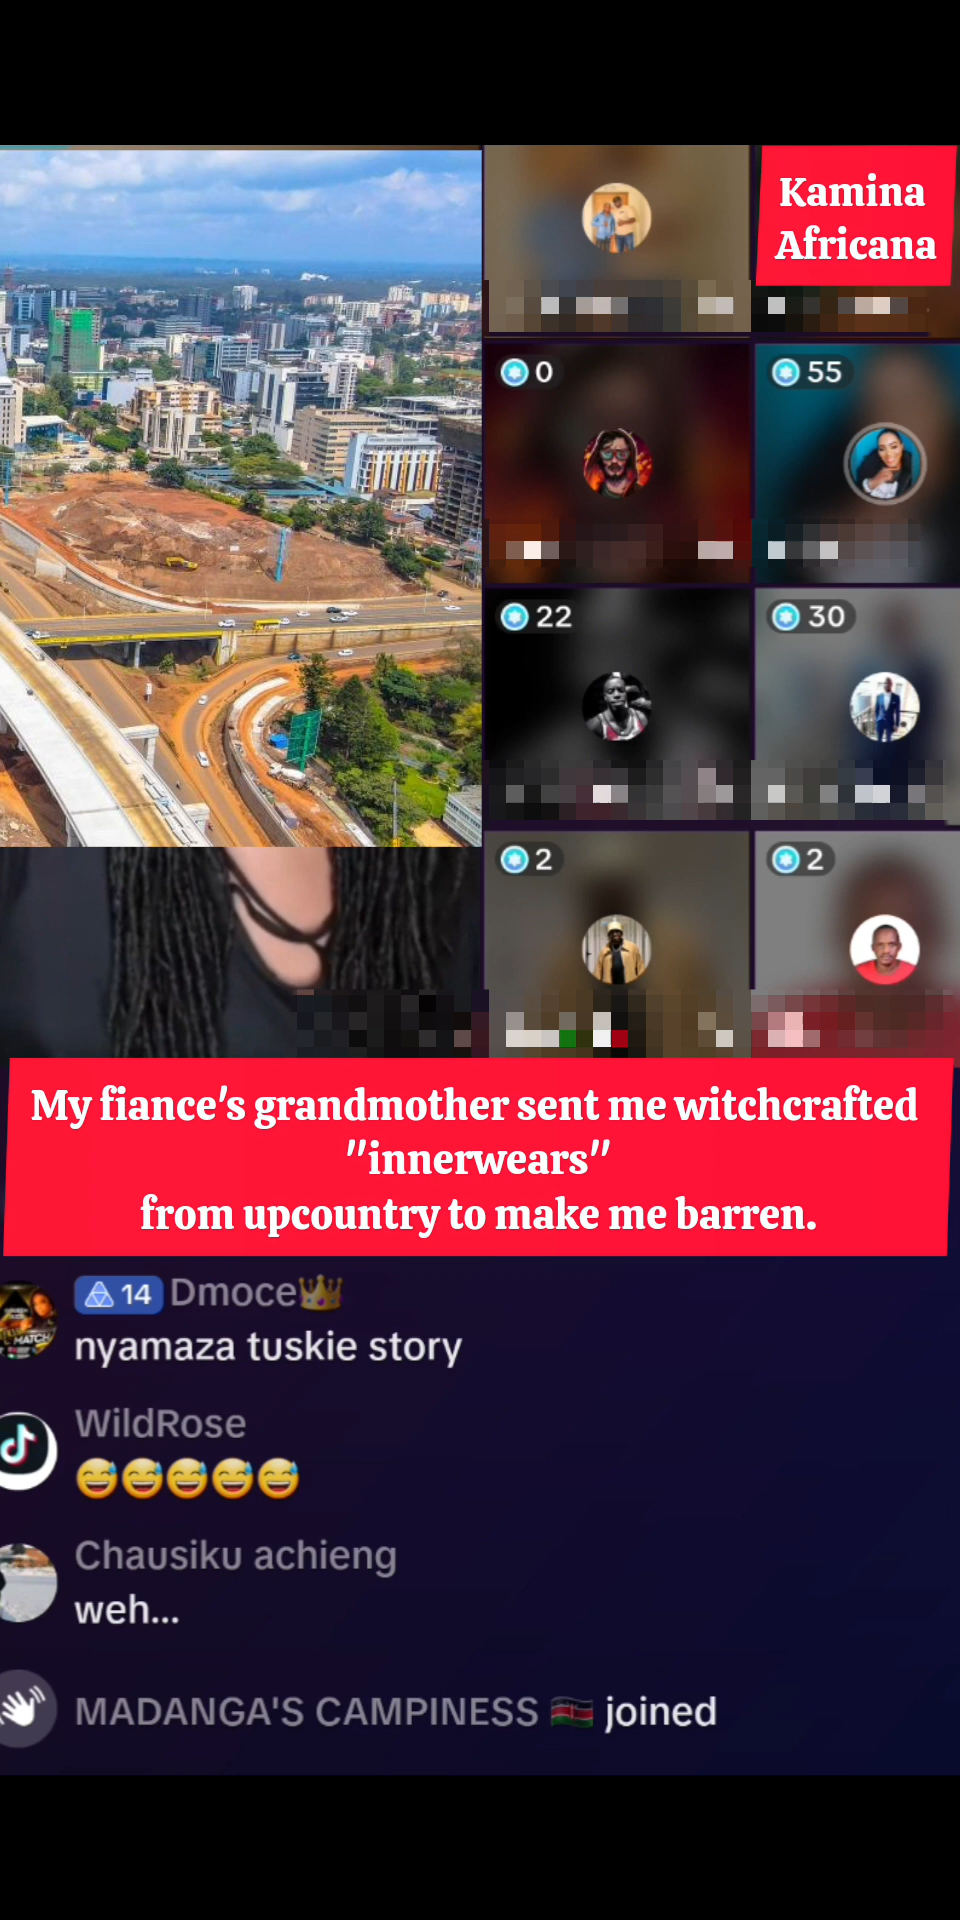 Kamina
Africana
0
55
22
30
2
2
My fiance's grandmother sent me witchcrafted
"innerwears"
from upcountry to make me barren.
14 Dmoce👑
nyamaza tuskie story
WildRose
😅😅😅😅😅
Chausiku achieng
weh...
MADANGA'S CAMPINESS 🇰🇪 joined